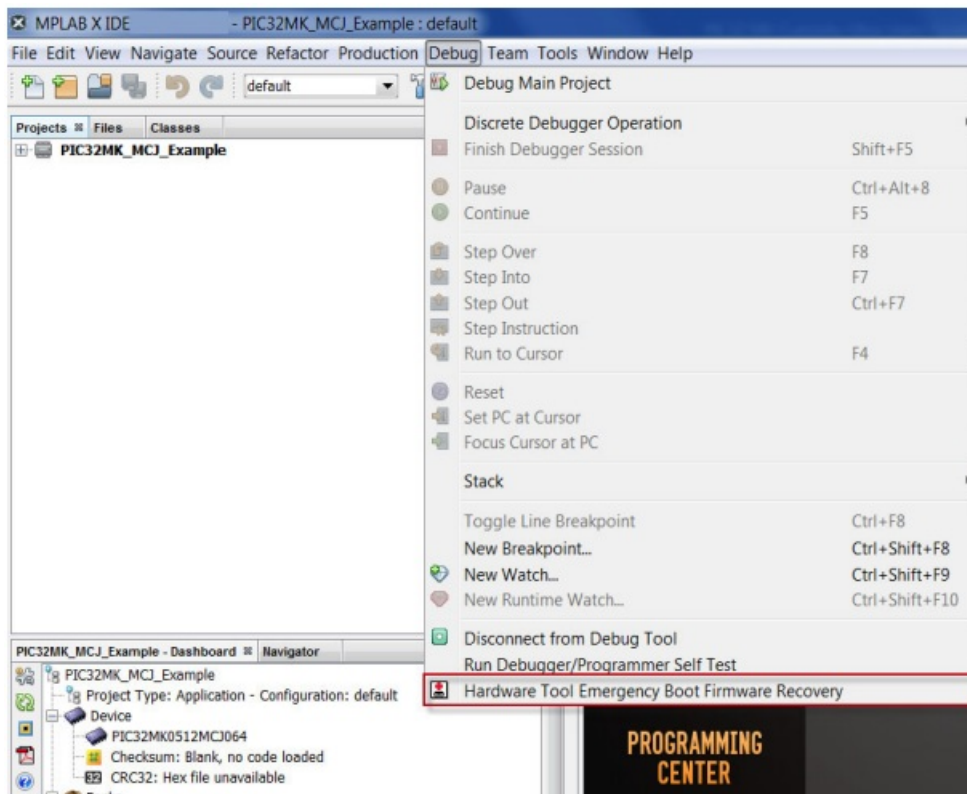 MPLAB X IDE - PIC32MK_MCJ_Example : default
File Edit View Navigate Source Refactor Production Debug Team Tools Window Help
default
Projects Files Classes
PIC32MK_MCJ_Example
Debug Main Project
Discrete Debugger Operation
Finish Debugger Session Shift+F5
Pause Ctrl+Alt+8
Continue F5
Step Over F8
Step Into F7
Step Out Ctrl+F7
Step Instruction
Run to Cursor F4
Reset
Set PC at Cursor
Focus Cursor at PC
Stack
Toggle Line Breakpoint Ctrl+F8
New Breakpoint... Ctrl+Shift+F8
New Watch... Ctrl+Shift+F9
New Runtime Watch... Ctrl+Shift+F10
Disconnect from Debug Tool
Run Debugger/Programmer Self Test
Hardware Tool Emergency Boot Firmware Recovery
PIC32MK_MCJ_Example - Dashboard Navigator
PIC32MK_MCJ_Example
Project Type: Application - Configuration: default
Device
PIC32MK0512MCJ064
Checksum: Blank, no code loaded
CRC32: Hex file unavailable
PROGRAMMING
CENTER